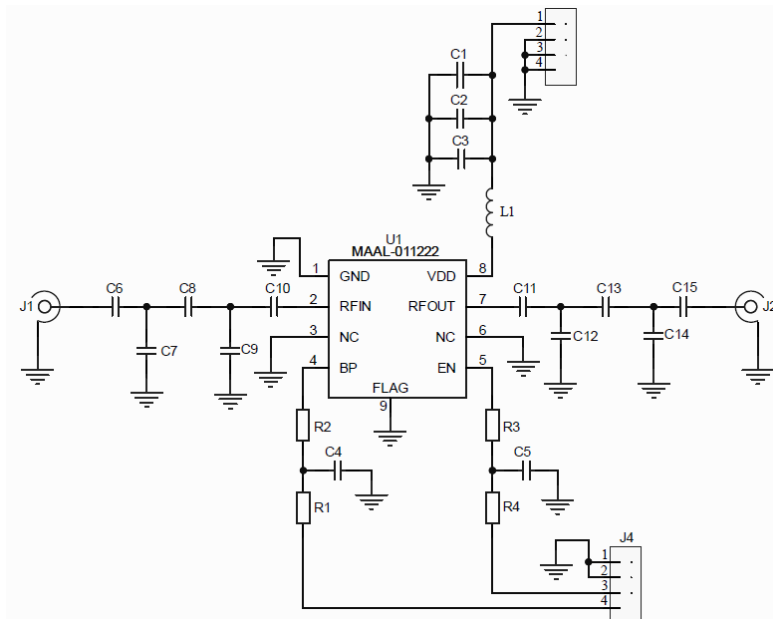 1
2
3
4
C1
C2
C3
L1
U1
MAAL-011222
1 GND VDD 8
J1 C6 C8 C10 2 RFIN RFOUT 7 C11 C13 C15 J2
3 NC NC 6
C7 C9 C12 C14
4 BP EN 5
FLAG
9
R2 R3
C4 C5
R1 R4
J4
1
2
3
4